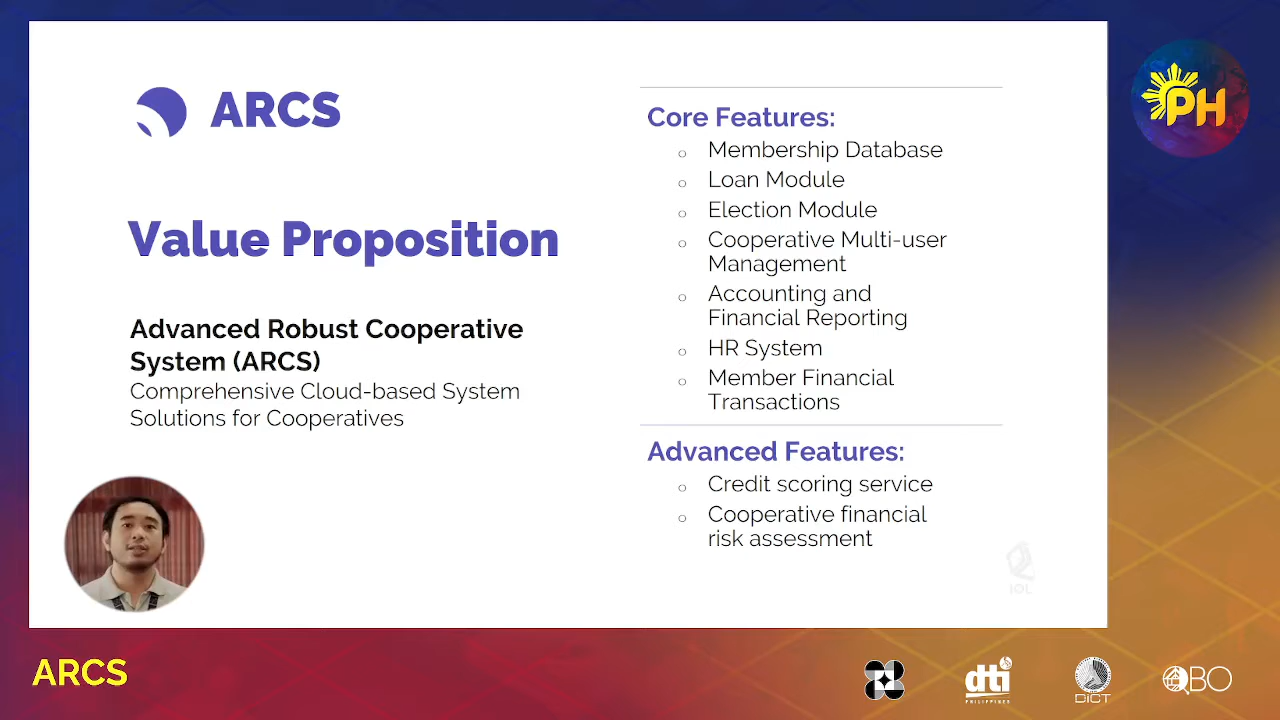 ARCS
Value Proposition
Advanced Robust Cooperative
System (ARCS)
Comprehensive Cloud-based System
Solutions for Cooperatives
Core Features:
Membership Database
Loan Module
Election Module
Cooperative Multi-user
Management
Accounting and
Financial Reporting
HR System
Member Financial
Transactions
Advanced Features:
Credit scoring service
Cooperative financial
risk assessment
IOL
PH
ARCS
dti
PHILIPPINES
DICT
QBO